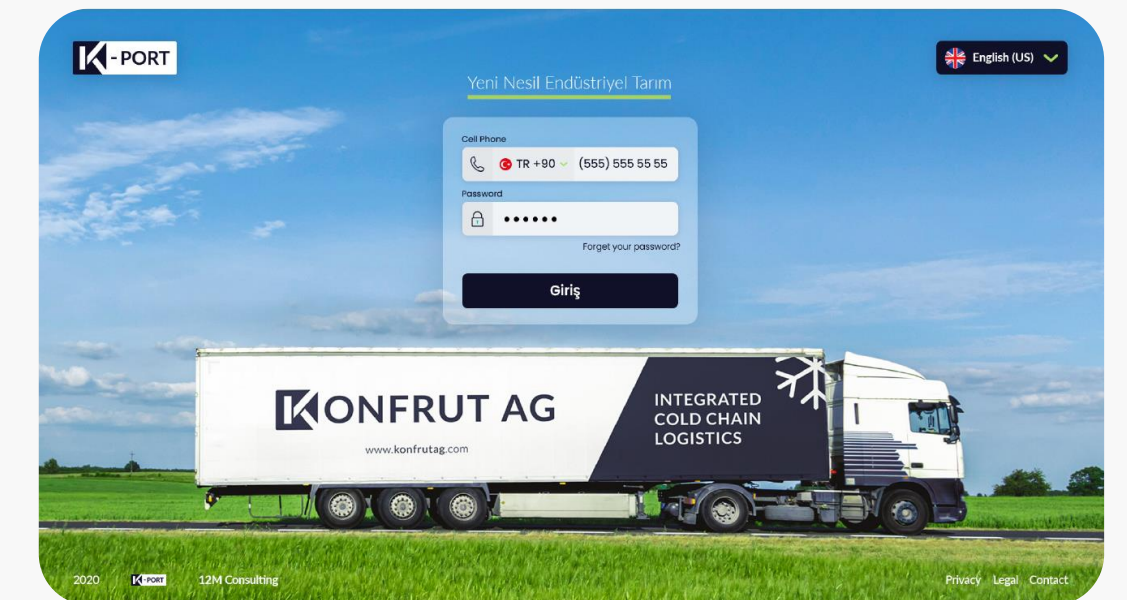 K - PORT
English (US)
Yeni Nesil Endüstriyel Tarım
Cell Phone
TR +90 (555) 555 55 55
Password
Forget your password?
Giriş
KONFRUT AG
www.konfrutag.com
INTEGRATED
COLD CHAIN
LOGISTICS
2020 K-PORT 12M Consulting
Privacy Legal Contact